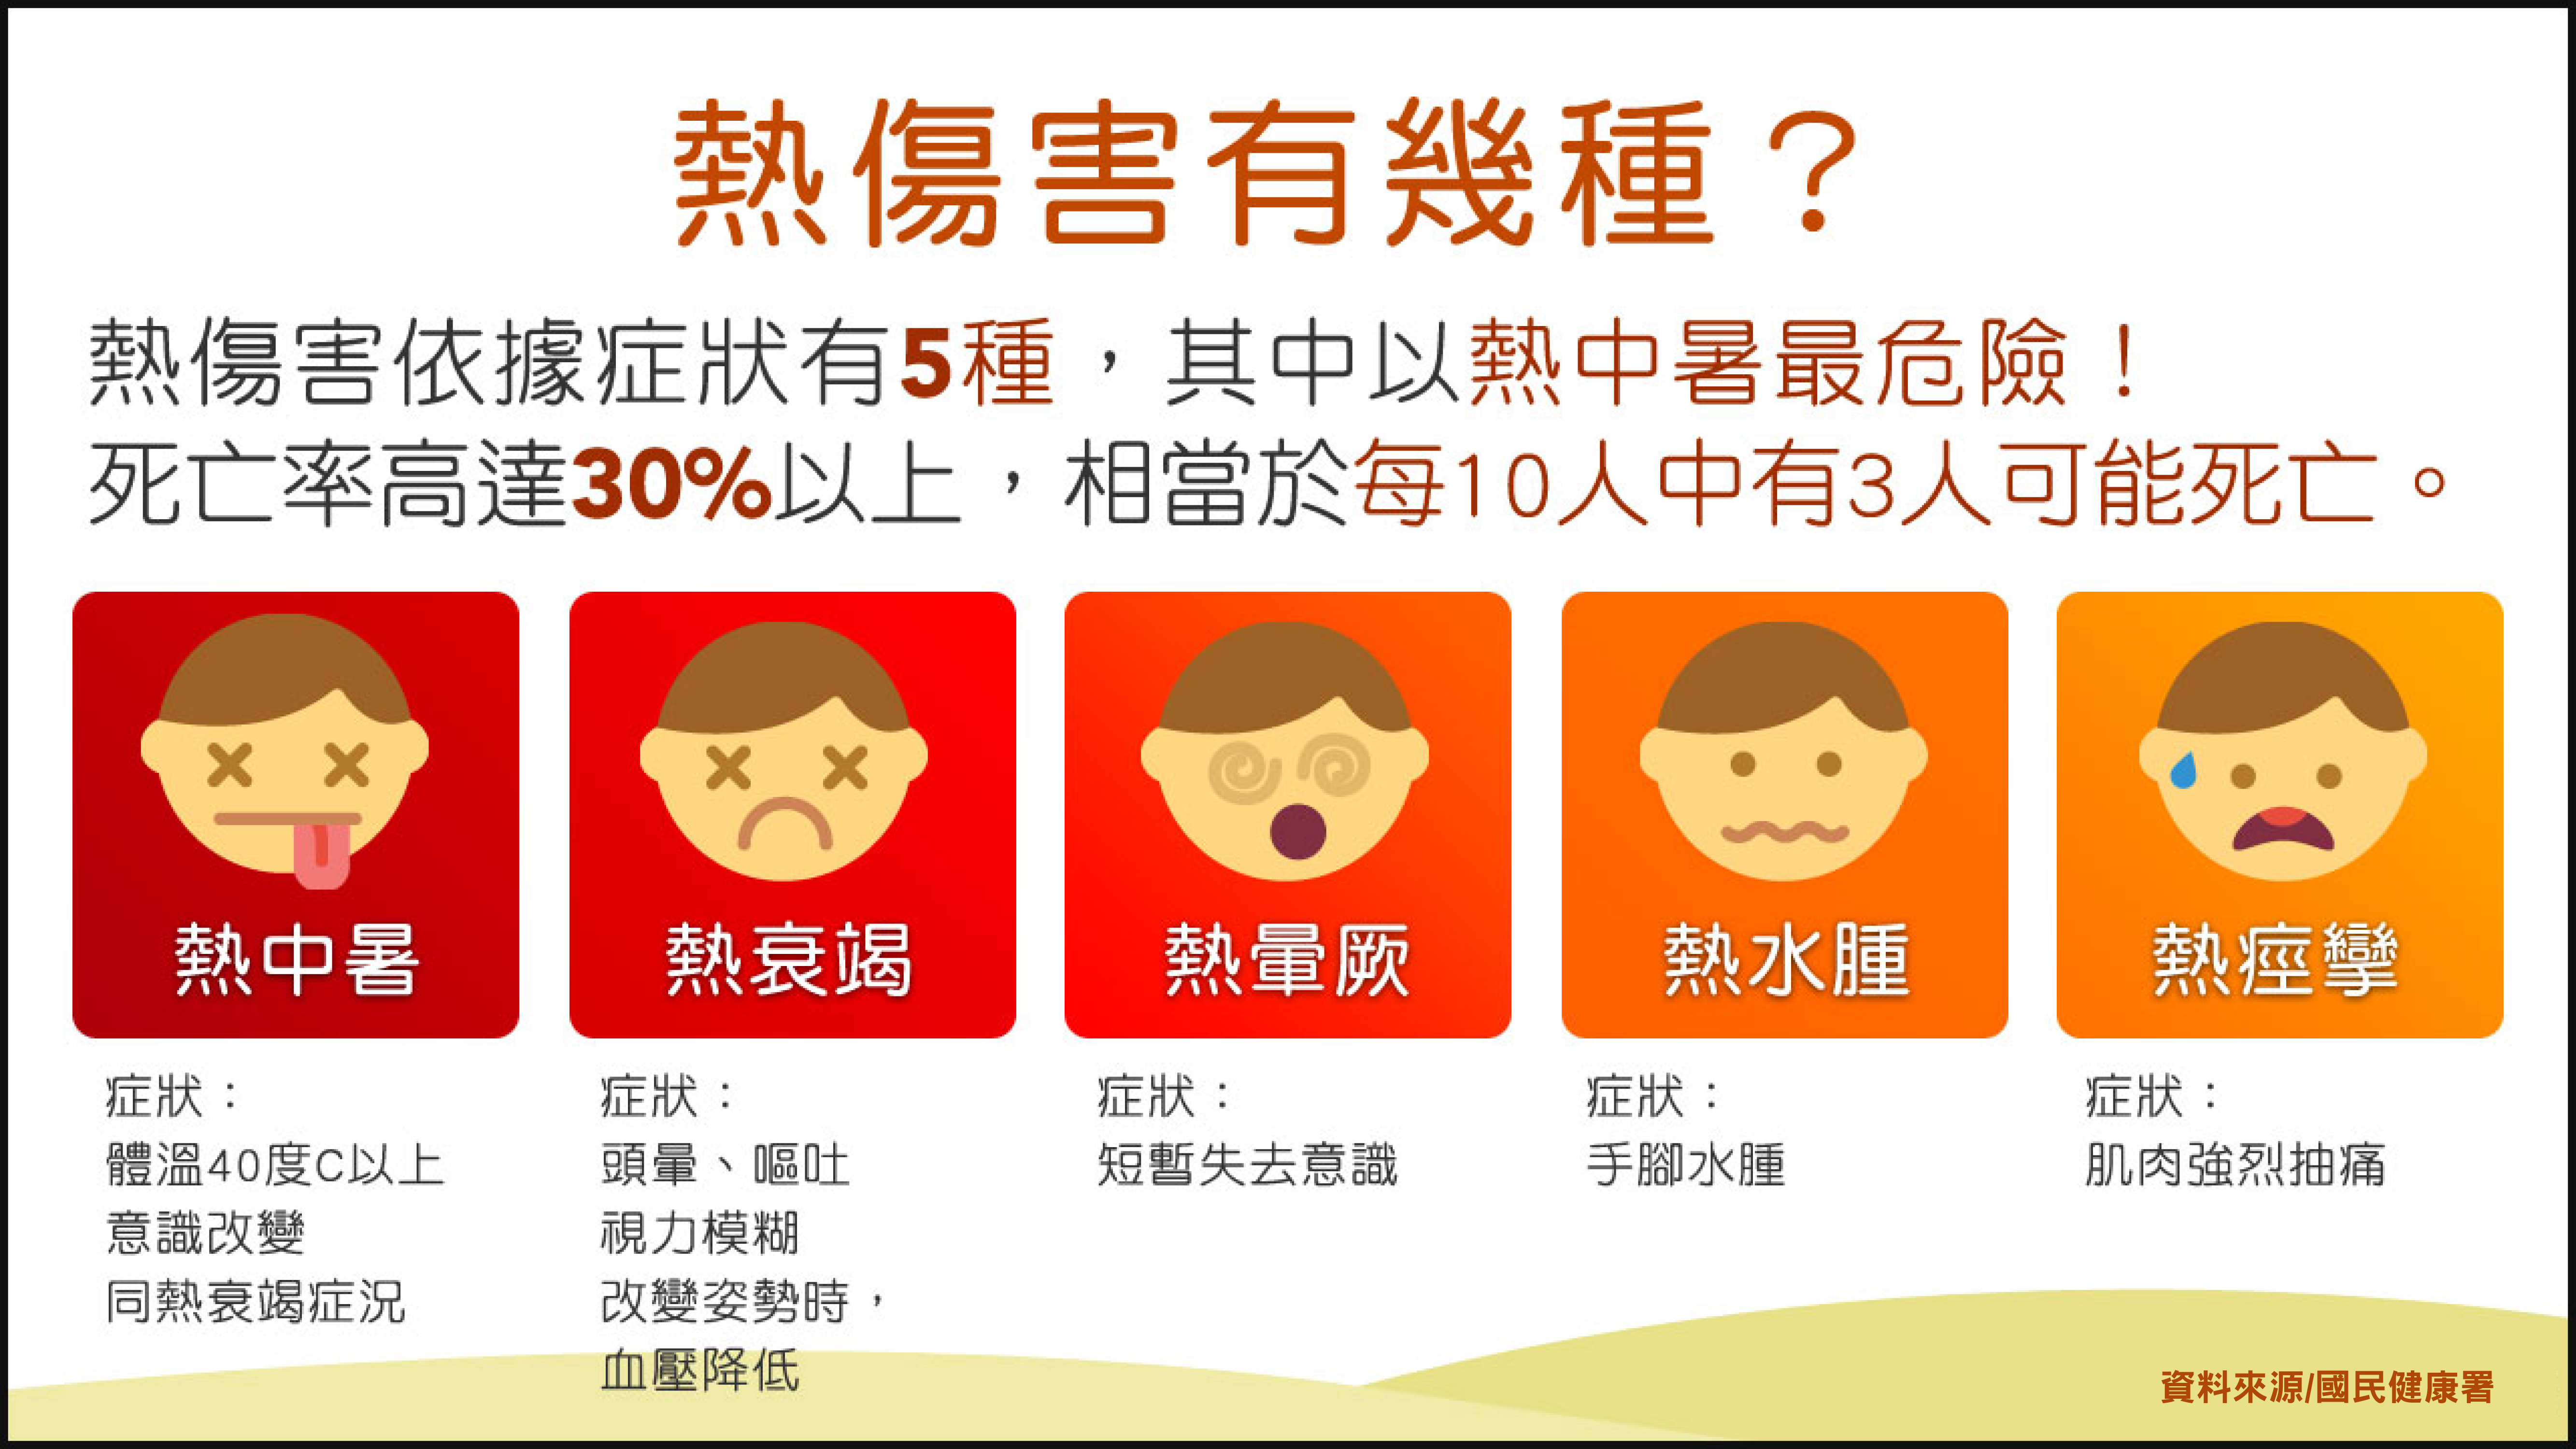 熱傷害有幾種？
熱傷害依據症狀有5種，其中以熱中暑最危險！
死亡率高達30%以上，相當於每10人中有3人可能死亡。
熱中暑
症狀：
體溫40度C以上
意識改變
同熱衰竭症況
熱衰竭
症狀：
頭暈、嘔吐
視力模糊
改變姿勢時，
血壓降低
熱暈厥
症狀：
短暫失去意識
熱水腫
症狀：
手腳水腫
熱痙攣
症狀：
肌肉強烈抽痛
資料來源/國民健康署